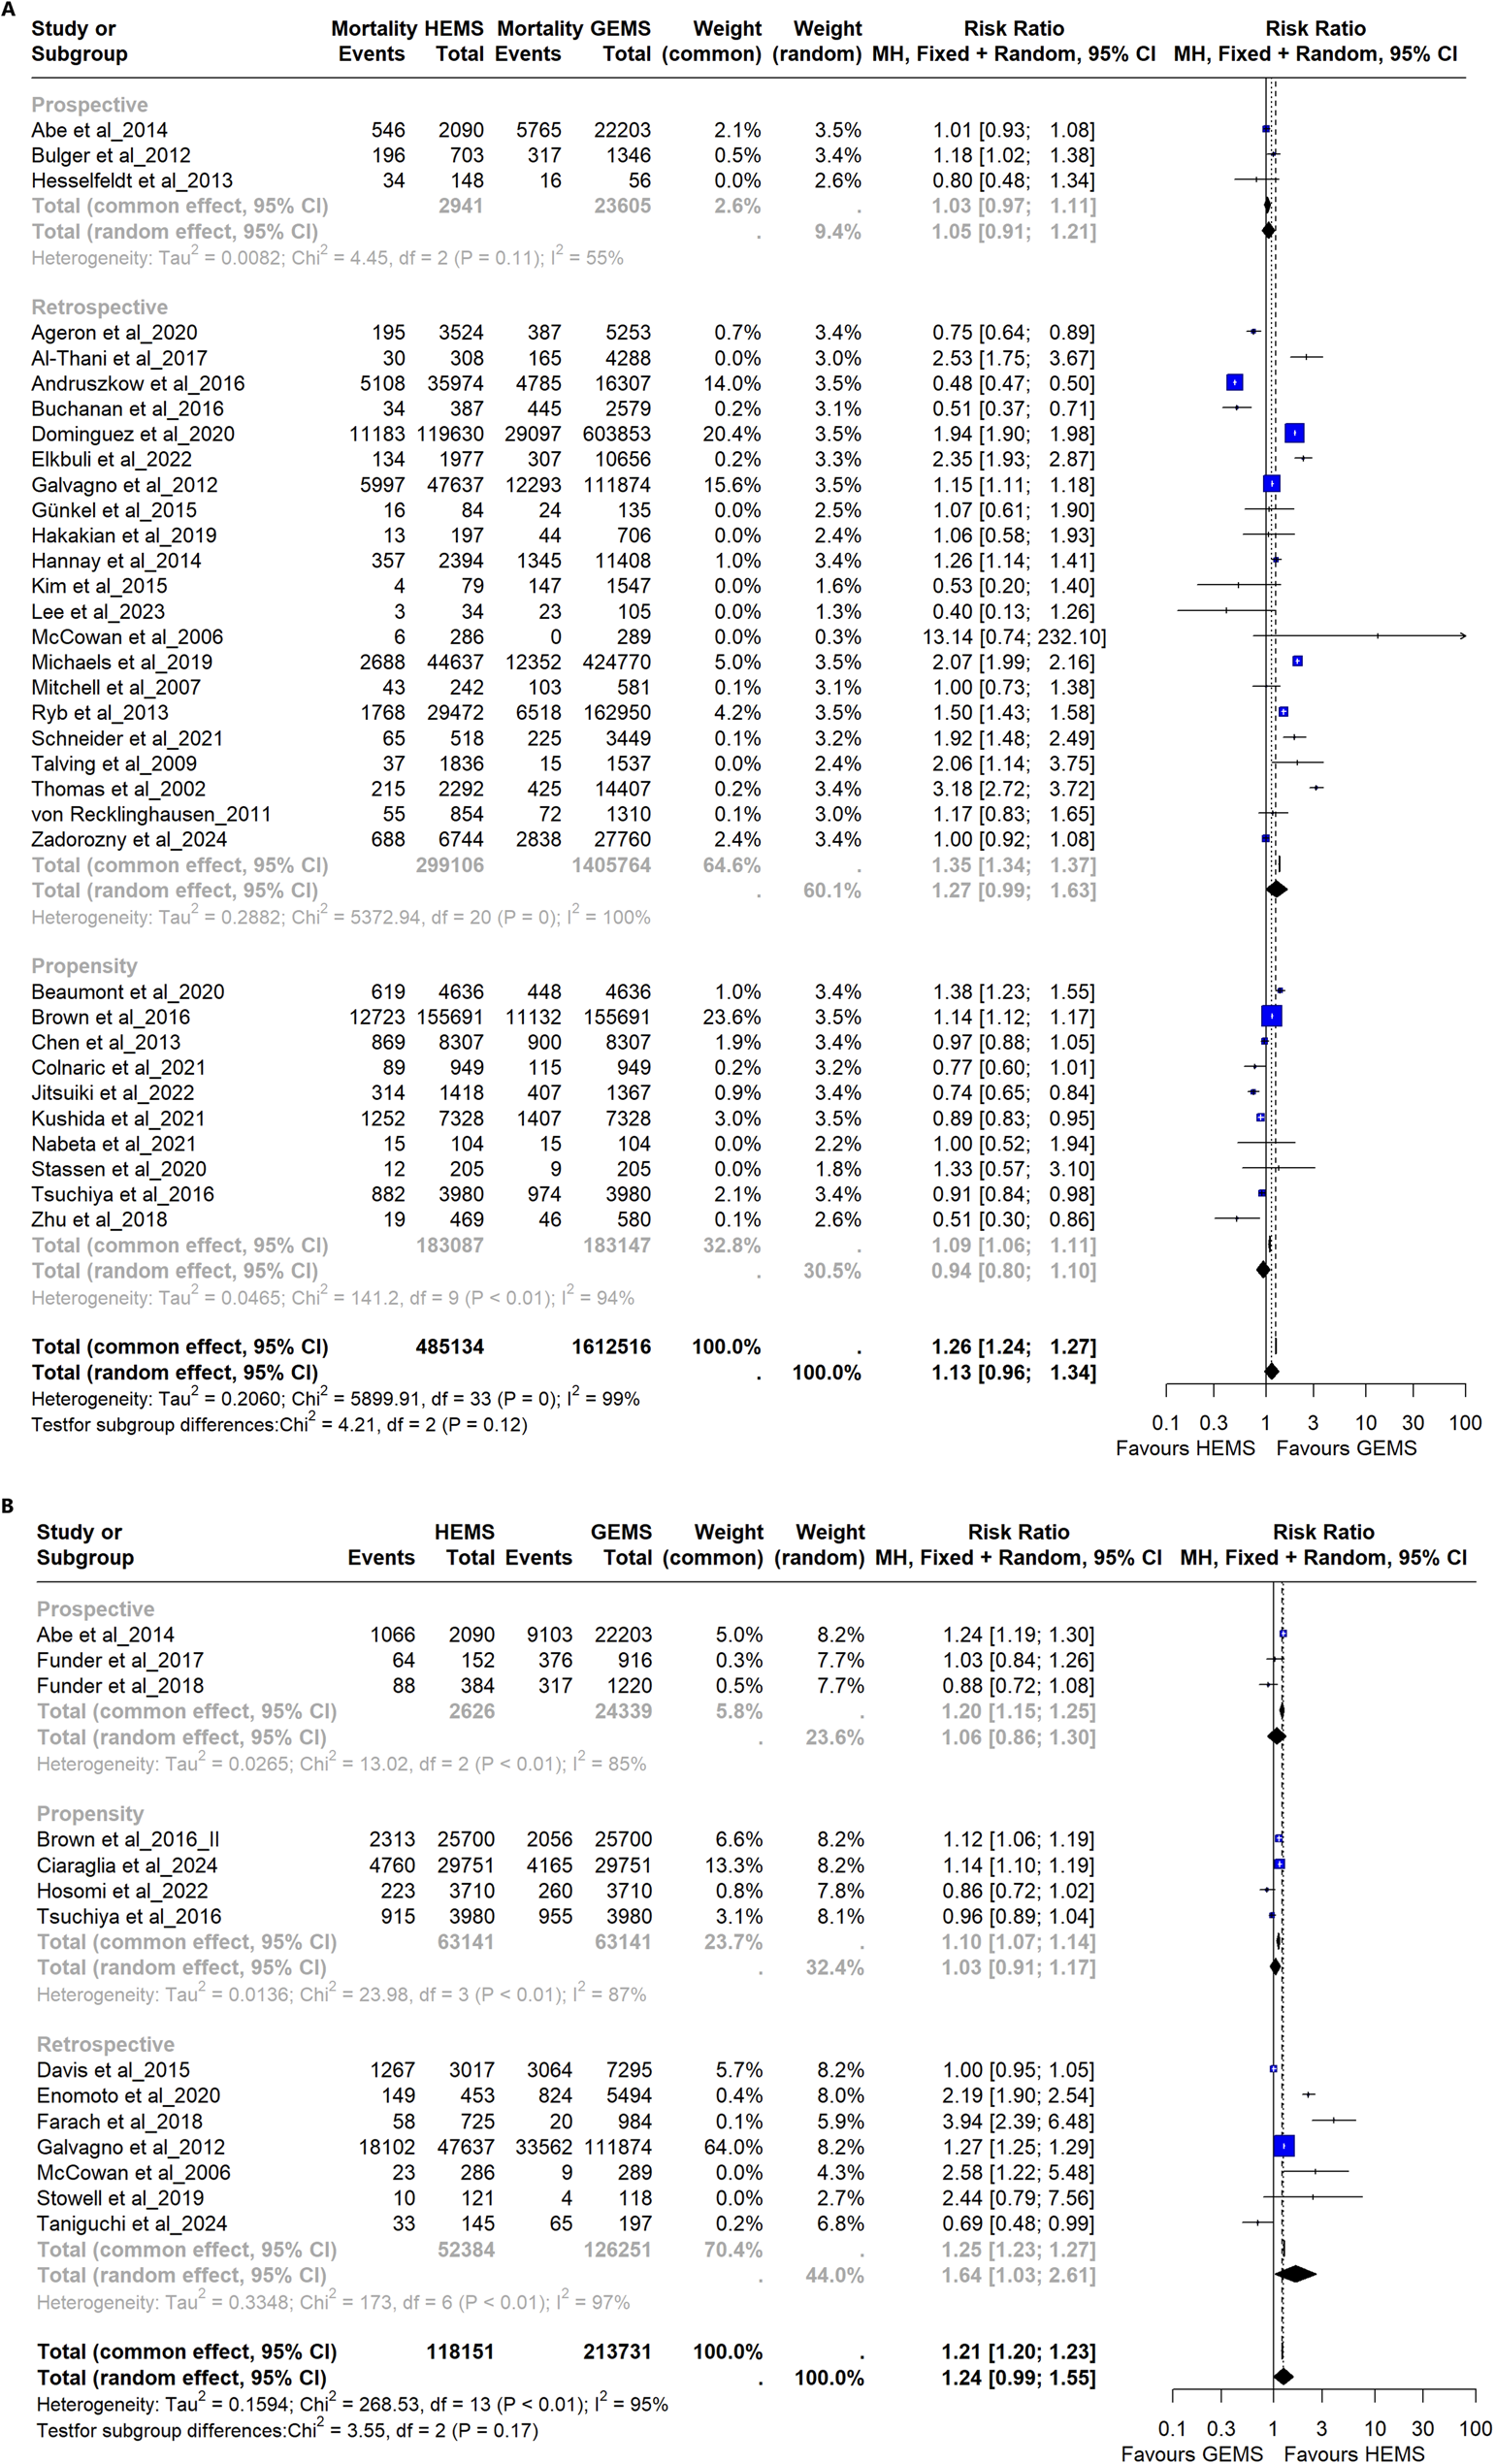 A
Study or Mortality HEMS Mortality GEMS Weight Weight Risk Ratio Risk Ratio
Subgroup Events Total Events Total (common) (random) MH, Fixed + Random, 95% CI MH, Fixed + Random, 95% CI
Prospective
Abe et al_2014 546 2090 5765 22203 2.1% 3.5% 1.01 [0.93; 1.08]
Bulger et al_2012 196 703 317 1346 0.5% 3.4% 1.18 [1.02; 1.38]
Hesselfeldt et al_2013 34 148 16 56 0.0% 2.6% 0.80 [0.48; 1.34]
Total (common effect, 95% CI) 2941 23605 2.6% . 1.03 [0.97; 1.11]
Total (random effect, 95% CI) . 9.4% 1.05 [0.91; 1.21]
Heterogeneity: Tau² = 0.0082; Chi² = 4.45, df = 2 (P = 0.11); I² = 55%
Retrospective
Ageron et al_2020 195 3524 387 5253 0.7% 3.4% 0.75 [0.64; 0.89]
Al-Thani et al_2017 30 308 165 4288 0.0% 3.0% 2.53 [1.75; 3.67]
Andruszkow et al_2016 5108 35974 4785 16307 14.0% 3.5% 0.48 [0.47; 0.50]
Buchanan et al_2016 34 387 445 2579 0.2% 3.1% 0.51 [0.37; 0.71]
Dominguez et al_2020 11183 119630 29097 603853 20.4% 3.5% 1.94 [1.90; 1.98]
Elkbuli et al_2022 134 1977 307 10656 0.2% 3.3% 2.35 [1.93; 2.87]
Galvagno et al_2012 5997 47637 12293 111874 15.6% 3.5% 1.15 [1.11; 1.18]
Günkel et al_2015 16 84 24 135 0.0% 2.5% 1.07 [0.61; 1.90]
Hakakian et al_2019 13 197 44 706 0.0% 2.4% 1.06 [0.58; 1.93]
Hannay et al_2014 357 2394 1345 11408 1.0% 3.4% 1.26 [1.14; 1.41]
Kim et al_2015 4 79 147 1547 0.0% 1.6% 0.53 [0.20; 1.40]
Lee et al_2023 3 34 23 105 0.0% 1.3% 0.40 [0.13; 1.26]
McCowan et al_2006 6 286 0 289 0.0% 0.3% 13.14 [0.74; 232.10]
Michaels et al_2019 2688 44637 12352 424770 5.0% 3.5% 2.07 [1.99; 2.16]
Mitchell et al_2007 43 242 103 581 0.1% 3.1% 1.00 [0.73; 1.38]
Ryb et al_2013 1768 29472 6518 162950 4.2% 3.5% 1.50 [1.43; 1.58]
Schneider et al_2021 65 518 225 3449 0.1% 3.2% 1.92 [1.48; 2.49]
Talving et al_2009 37 1836 15 1537 0.0% 2.4% 2.06 [1.14; 3.75]
Thomas et al_2002 215 2292 425 14407 0.2% 3.4% 3.18 [2.72; 3.72]
von Recklinghausen_2011 55 854 72 1310 0.1% 3.0% 1.17 [0.83; 1.65]
Zadorozny et al_2024 688 6744 2838 27760 2.4% 3.4% 1.00 [0.92; 1.08]
Total (common effect, 95% CI) 299106 1405764 64.6% . 1.35 [1.34; 1.37]
Total (random effect, 95% CI) . 60.1% 1.27 [0.99; 1.63]
Heterogeneity: Tau² = 0.2882; Chi² = 5372.94, df = 20 (P = 0); I² = 100%
Propensity
Beaumont et al_2020 619 4636 448 4636 1.0% 3.4% 1.38 [1.23; 1.55]
Brown et al_2016 12723 155691 11132 155691 23.6% 3.5% 1.14 [1.12; 1.17]
Chen et al_2013 869 8307 900 8307 1.9% 3.4% 0.97 [0.88; 1.05]
Colnaric et al_2021 89 949 115 949 0.2% 3.2% 0.77 [0.60; 1.01]
Jitsuiki et al_2022 314 1418 407 1367 0.9% 3.4% 0.74 [0.65; 0.84]
Kushida et al_2021 1252 7328 1407 7328 3.0% 3.5% 0.89 [0.83; 0.95]
Nabeta et al_2021 15 104 15 104 0.0% 2.2% 1.00 [0.52; 1.94]
Stassen et al_2020 12 205 9 205 0.0% 1.8% 1.33 [0.57; 3.10]
Tsuchiya et al_2016 882 3980 974 3980 2.1% 3.4% 0.91 [0.84; 0.98]
Zhu et al_2018 19 469 46 580 0.1% 2.6% 0.51 [0.30; 0.86]
Total (common effect, 95% CI) 183087 183147 32.8% . 1.09 [1.06; 1.11]
Total (random effect, 95% CI) . 30.5% 0.94 [0.80; 1.10]
Heterogeneity: Tau² = 0.0465; Chi² = 141.2, df = 9 (P < 0.01); I² = 94%
Total (common effect, 95% CI) 485134 1612516 100.0% . 1.26 [1.24; 1.27]
Total (random effect, 95% CI) . 100.0% 1.13 [0.96; 1.34]
Heterogeneity: Tau² = 0.2060; Chi² = 5899.91, df = 33 (P = 0); I² = 99%
Testfor subgroup differences:Chi² = 4.21, df = 2 (P = 0.12)
0.1 0.3 1 3 10 30 100
Favours HEMS Favours GEMS
B
Study or HEMS GEMS Weight Weight Risk Ratio Risk Ratio
Subgroup Events Total Events Total (common) (random) MH, Fixed + Random, 95% CI MH, Fixed + Random, 95% CI
Prospective
Abe et al_2014 1066 2090 9103 22203 5.0% 8.2% 1.24 [1.19; 1.30]
Funder et al_2017 64 152 376 916 0.3% 7.7% 1.03 [0.84; 1.26]
Funder et al_2018 88 384 317 1220 0.5% 7.7% 0.88 [0.72; 1.08]
Total (common effect, 95% CI) 2626 24339 5.8% . 1.20 [1.15; 1.25]
Total (random effect, 95% CI) . 23.6% 1.06 [0.86; 1.30]
Heterogeneity: Tau² = 0.0265; Chi² = 13.02, df = 2 (P < 0.01); I² = 85%
Propensity
Brown et al_2016_II 2313 25700 2056 25700 6.6% 8.2% 1.12 [1.06; 1.19]
Ciaraglia et al_2024 4760 29751 4165 29751 13.3% 8.2% 1.14 [1.10; 1.19]
Hosomi et al_2022 223 3710 260 3710 0.8% 7.8% 0.86 [0.72; 1.02]
Tsuchiya et al_2016 915 3980 955 3980 3.1% 8.1% 0.96 [0.89; 1.04]
Total (common effect, 95% CI) 63141 63141 23.7% . 1.10 [1.07; 1.14]
Total (random effect, 95% CI) . 32.4% 1.03 [0.91; 1.17]
Heterogeneity: Tau² = 0.0136; Chi² = 23.98, df = 3 (P < 0.01); I² = 87%
Retrospective
Davis et al_2015 1267 3017 3064 7295 5.7% 8.2% 1.00 [0.95; 1.05]
Enomoto et al_2020 149 453 824 5494 0.4% 8.0% 2.19 [1.90; 2.54]
Farach et al_2018 58 725 20 984 0.1% 5.9% 3.94 [2.39; 6.48]
Galvagno et al_2012 18102 47637 33562 111874 64.0% 8.2% 1.27 [1.25; 1.29]
McCowan et al_2006 23 286 9 289 0.0% 4.3% 2.58 [1.22; 5.48]
Stowell et al_2019 10 121 4 118 0.0% 2.7% 2.44 [0.79; 7.56]
Taniguchi et al_2024 33 145 65 197 0.2% 6.8% 0.69 [0.48; 0.99]
Total (common effect, 95% CI) 52384 126251 70.4% . 1.25 [1.23; 1.27]
Total (random effect, 95% CI) . 44.0% 1.64 [1.03; 2.61]
Heterogeneity: Tau² = 0.3348; Chi² = 173, df = 6 (P < 0.01); I² = 97%
Total (common effect, 95% CI) 118151 213731 100.0% . 1.21 [1.20; 1.23]
Total (random effect, 95% CI) . 100.0% 1.24 [0.99; 1.55]
Heterogeneity: Tau² = 0.1594; Chi² = 268.53, df = 13 (P < 0.01); I² = 95%
Testfor subgroup differences:Chi² = 3.55, df = 2 (P = 0.17)
0.1 0.3 1 3 10 30 100
Favours GEMS Favours HEMS